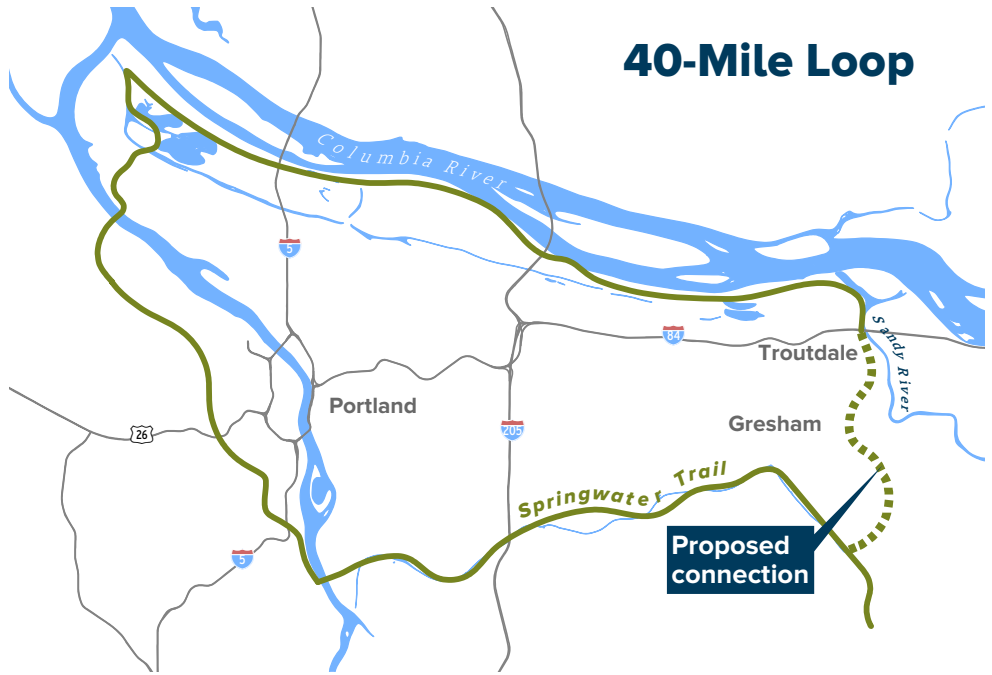 40-Mile Loop
Columbia River
5
84
Sandy River
Troutdale
Portland
Gresham
26
205
Springwater Trail
5
Proposed
connection